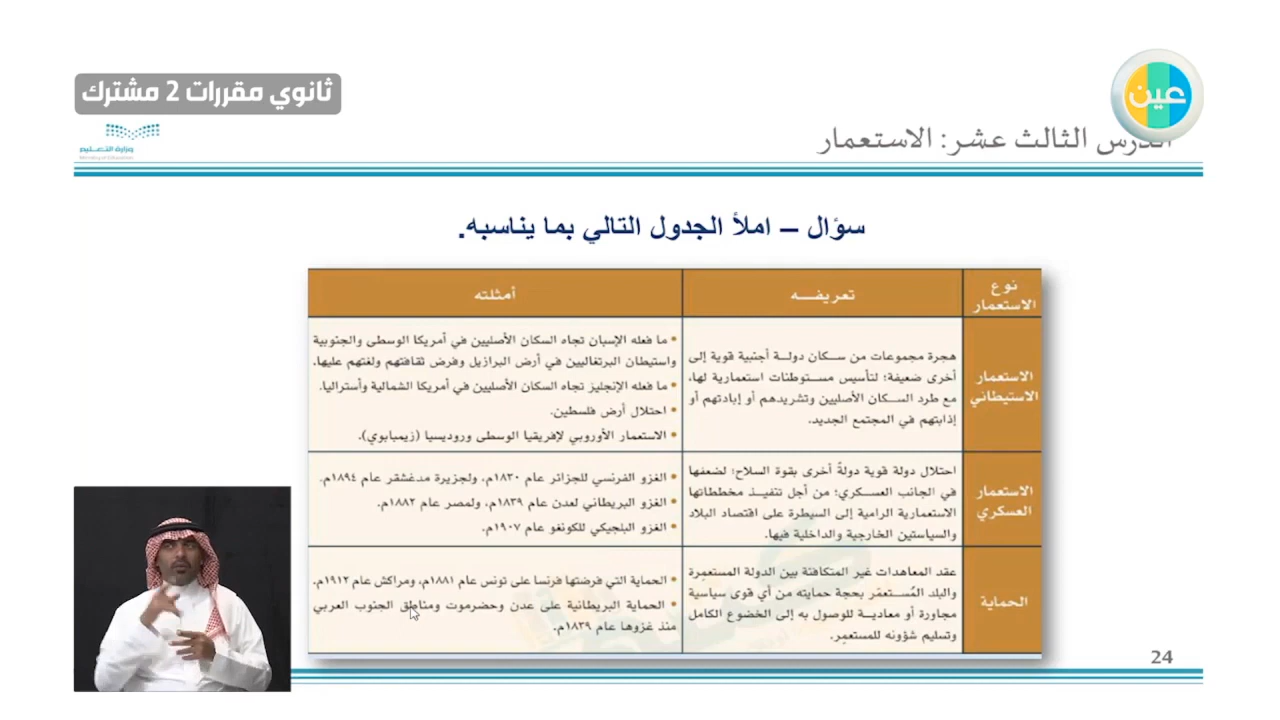 ثانوي مقررات 2 مشترك
عين
وزارة التعليم
Ministry of Education
الدرس الثالث عشر: الاستعمار
سؤال – املأ الجدول التالي بما يناسبه.
نوع الاستعمار
تعريفـــه
أمثلته
الاستعمار
الاستيطاني
هجرة مجموعات من سكان دولة أجنبية قوية إلى
أخرى ضعيفة؛ لتأسيس مستوطنات استعمارية لها،
مع طرد السكان الأصليين وتشريدهم أو إبادتهم أو
إذابتهم في المجتمع الجديد.
• ما فعله الإسبان تجاه السكان الأصليين في أمريكا الوسطى والجنوبية
واستيطان البرتغاليين في أرض البرازيل وفرض ثقافتهم ولغتهم عليها.
• ما فعله الإنجليز تجاه السكان الأصليين في أمريكا الشمالية وأستراليا.
• احتلال أرض فلسطين.
• الاستعمار الأوروبي لإفريقيا الوسطى وروديسيا (زيمبابوي).
الاستعمار
العسكري
احتلال دولة قوية دولةً أخرى بقوة السلاح؛ لضعفها
في الجانب العسكري؛ من أجل تنفيذ مخططاتها
الاستعمارية الرامية إلى السيطرة على اقتصاد البلاد
والسياستين الخارجية والداخلية فيها.
• الغزو الفرنسي للجزائر عام ١٨٣٠م، ولجزيرة مدغشقر عام ١٨٩٤م.
• الغزو البريطاني لعدن عام ١٨٣٩م، ولمصر عام ١٨٨٢م.
• الغزو البلجيكي للكونغو عام ١٩٠٧م.
الحماية
عقد المعاهدات غير المتكافئة بين الدولة المستعمِرة
والبلد المُستعمَر بحجة حمايته من أي قوى سياسية
مجاورة أو معادية للوصول به إلى الخضوع الكامل
وتسليم شؤونه للمستعمِر.
• الحماية التي فرضتها فرنسا على تونس عام ١٨٨١م، ومراكش عام ١٩١٢م.
• الحماية البريطانية على عدن وحضرموت ومناطق الجنوب العربي
منذ غزوها عام ١٨٣٩م.
24